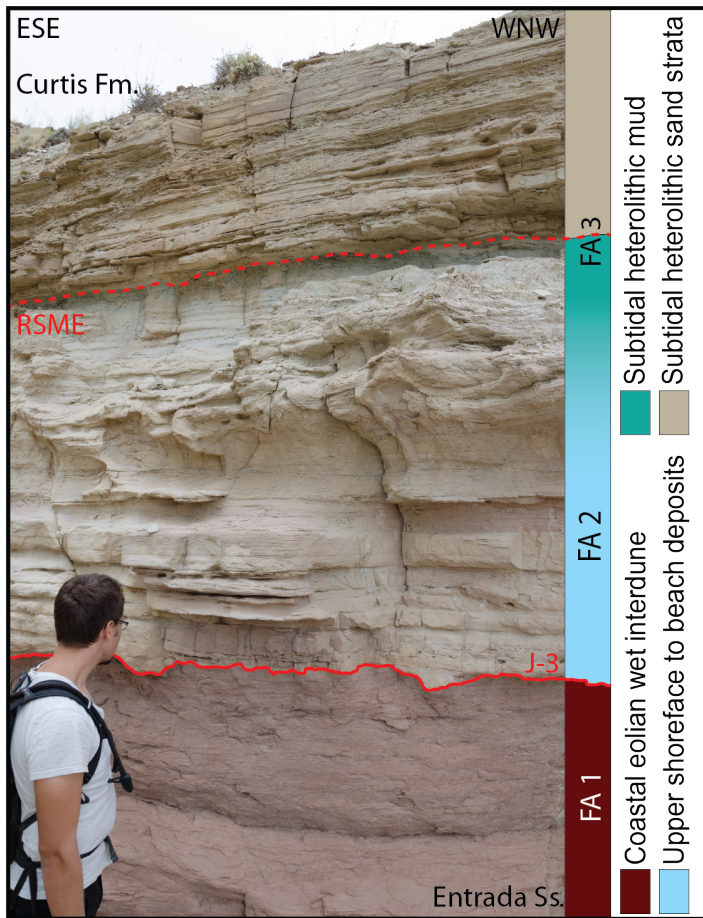 ESE
WNW
Curtis Fm.
RSME
J-3
Entrada Ss.
FA 3
FA 2
FA 1
Subtidal heterolithic mud
Subtidal heterolithic sand strata
Coastal eolian wet interdune
Upper shoreface to beach deposits